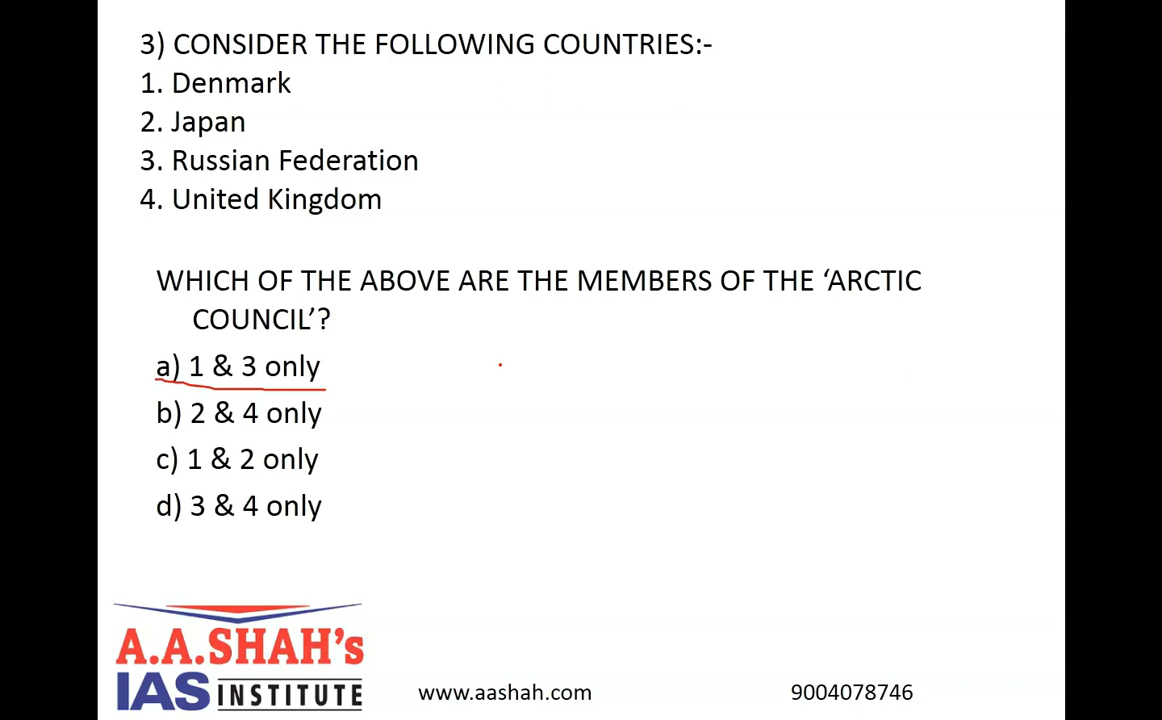 3) CONSIDER THE FOLLOWING COUNTRIES:-
1. Denmark
2. Japan
3. Russian Federation
4. United Kingdom
WHICH OF THE ABOVE ARE THE MEMBERS OF THE ‘ARCTIC
COUNCIL’?
a) 1 & 3 only
b) 2 & 4 only
c) 1 & 2 only
d) 3 & 4 only
A.A.SHAH's
IAS INSTITUTE
www.aashah.com
9004078746